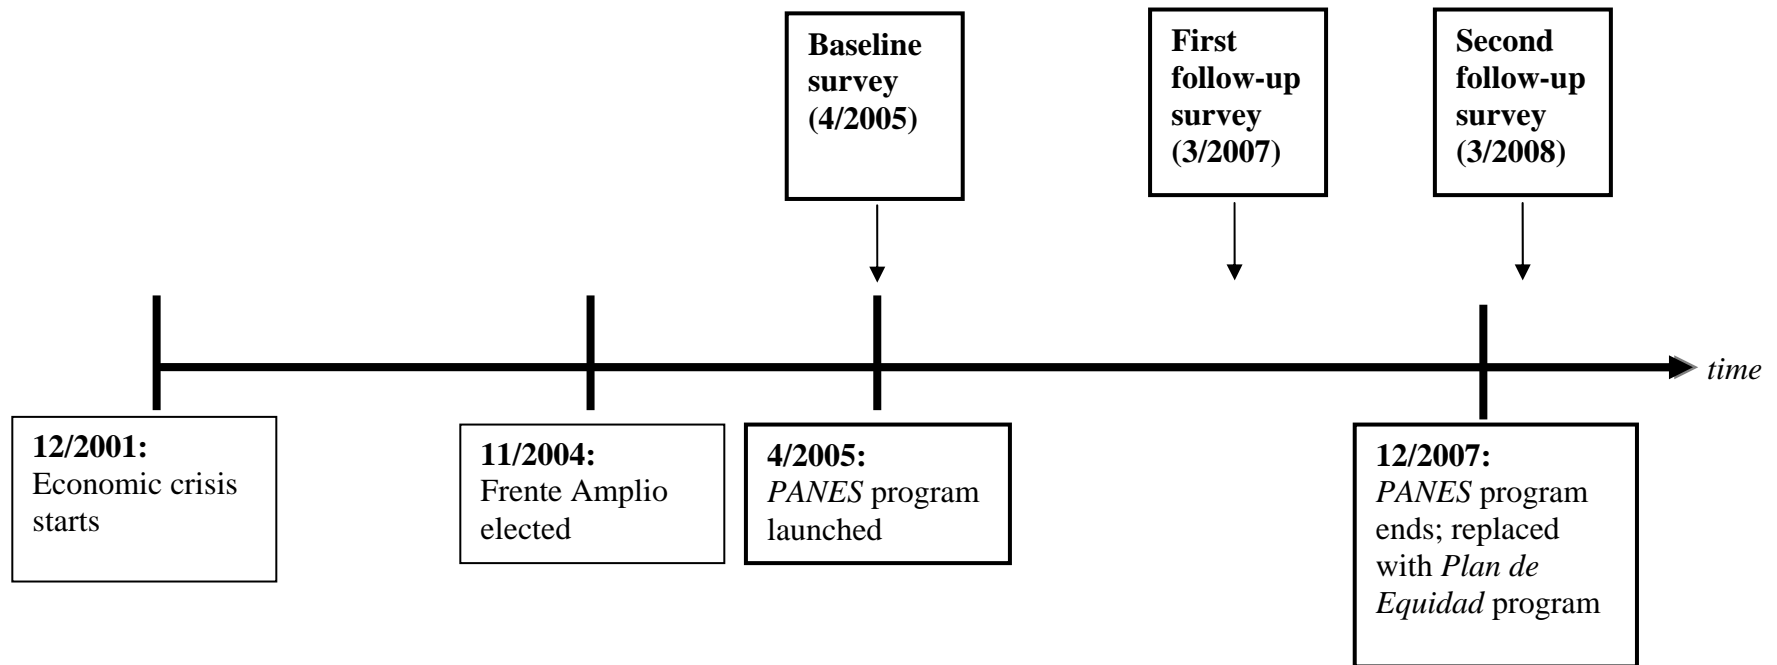 Baseline
survey
(4/2005)
First
follow-up
survey
(3/2007)
Second
follow-up
survey
(3/2008)
time
12/2001:
Economic crisis
starts
11/2004:
Frente Amplio
elected
4/2005:
PANES program
launched
12/2007:
PANES program
ends; replaced
with Plan de
Equidad program